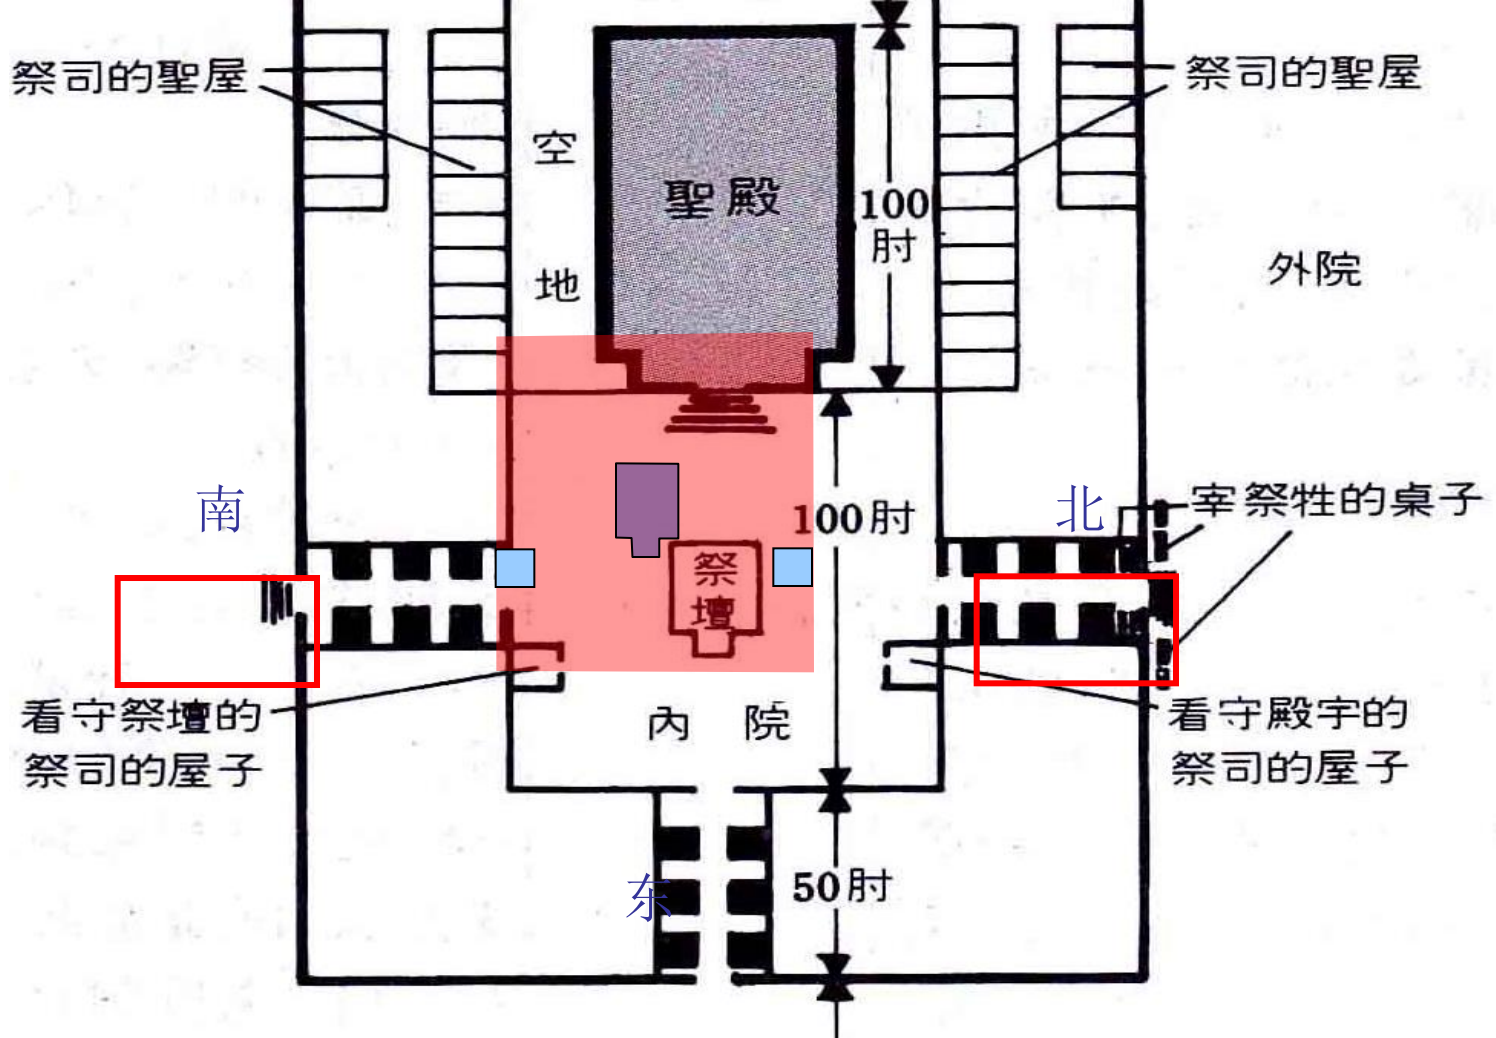 祭司的聖屋
祭司的聖屋
空
地
聖殿
100
肘
外院
南
北
100肘
宰祭牲的桌子
祭
壇
看守祭壇的
祭司的屋子
內 院
看守殿宇的
祭司的屋子
东
50肘